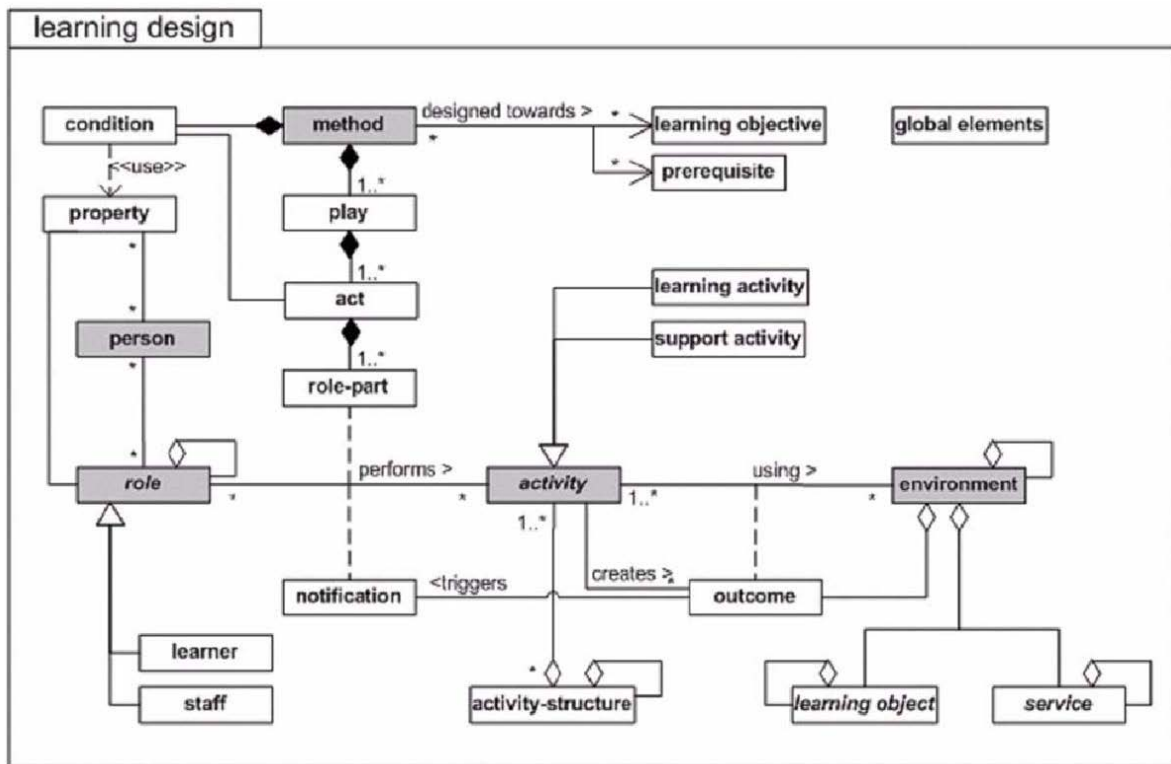 learning design
condition
method
designed towards >
*
*
learning objective
global elements
<<use>>
*
prerequisite
1..*
property
play
*
1..*
learning activity
act
*
person
support activity
*
1..*
role-part
*
performs >
using >
role
*
*
activity
1..*
*
environment
1..*
creates >
*
notification
<triggers
outcome
learner
*
staff
activity-structure
learning object
service